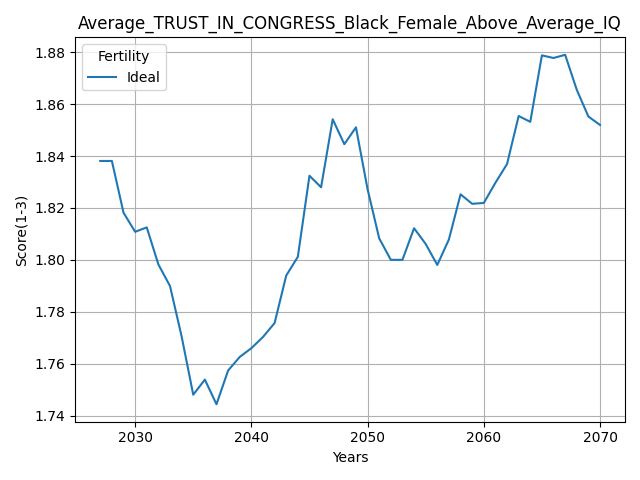 Average_TRUST_IN_CONGRESS_Black_Female_Above_Average_IQ
Fertility
Ideal
1.88
1.86
1.84
1.82
1.80
1.78
1.76
1.74
Score(1-3)
2030 2040 2050 2060 2070
Years